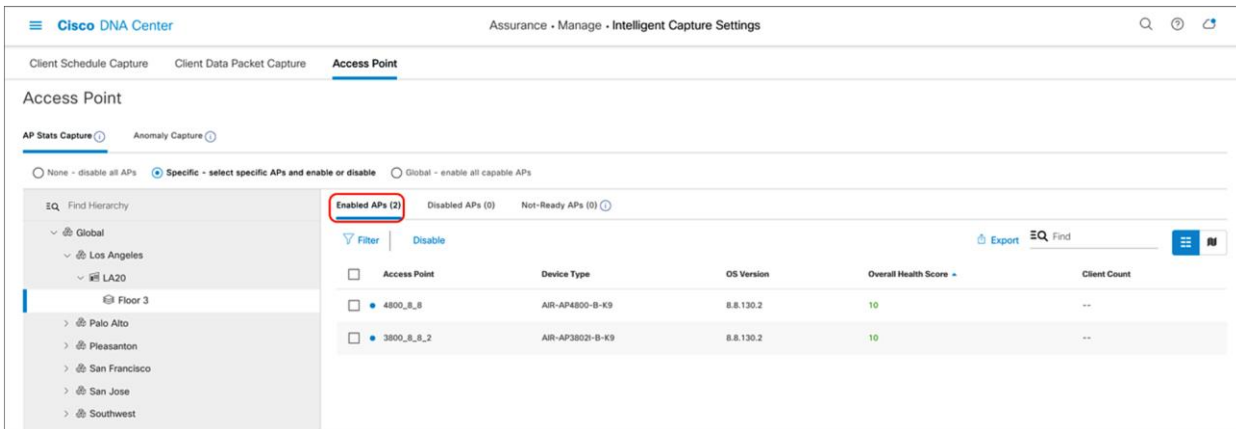 Cisco DNA Center
Assurance • Manage • Intelligent Capture Settings
Client Schedule Capture Client Data Packet Capture Access Point
Access Point
AP Stats Capture Anomaly Capture
None - disable all APs Specific - select specific APs and enable or disable Global - enable all capable APs
Find Hierarchy
Global
Los Angeles
LA20
Floor 3
Palo Alto
Pleasanton
San Francisco
San Jose
Southwest
Enabled APs (2) Disabled APs (0) Not-Ready APs (0)
Filter Disable Export Find
Access Point Device Type OS Version Overall Health Score Client Count
4800_8_8 AIR-AP4800-B-K9 8.8.130.2 10 --
3800_8_8_2 AIR-AP3802I-B-K9 8.8.130.2 10 --